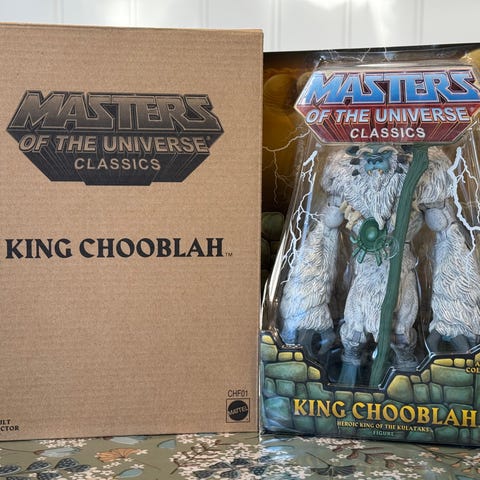 MASTERS
OF THE UNIVERSE®
CLASSICS
KING CHOOBLAH™
CHF01
MATTEL
MASTERS
OF THE UNIVERSE
CLASSICS
KING CHOOBLAH
HEROIC KING OF THE KULATAKS
FIGURE